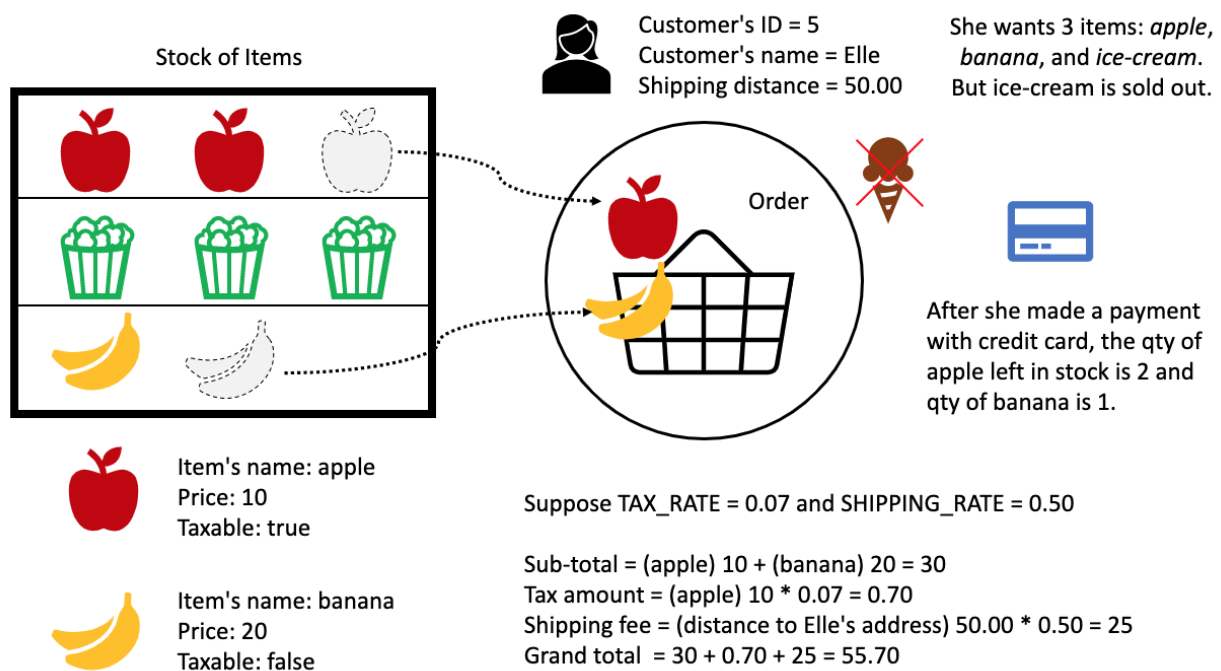 Stock of Items
Customer's ID = 5
Customer's name = Elle
Shipping distance = 50.00
She wants 3 items: apple,
banana, and ice-cream.
But ice-cream is sold out.
Order
After she made a payment
with credit card, the qty of
apple left in stock is 2 and
qty of banana is 1.
Item's name: apple
Price: 10
Taxable: true
Item's name: banana
Price: 20
Taxable: false
Suppose TAX_RATE = 0.07 and SHIPPING_RATE = 0.50
Sub-total = (apple) 10 + (banana) 20 = 30
Tax amount = (apple) 10 * 0.07 = 0.70
Shipping fee = (distance to Elle's address) 50.00 * 0.50 = 25
Grand total = 30 + 0.70 + 25 = 55.70